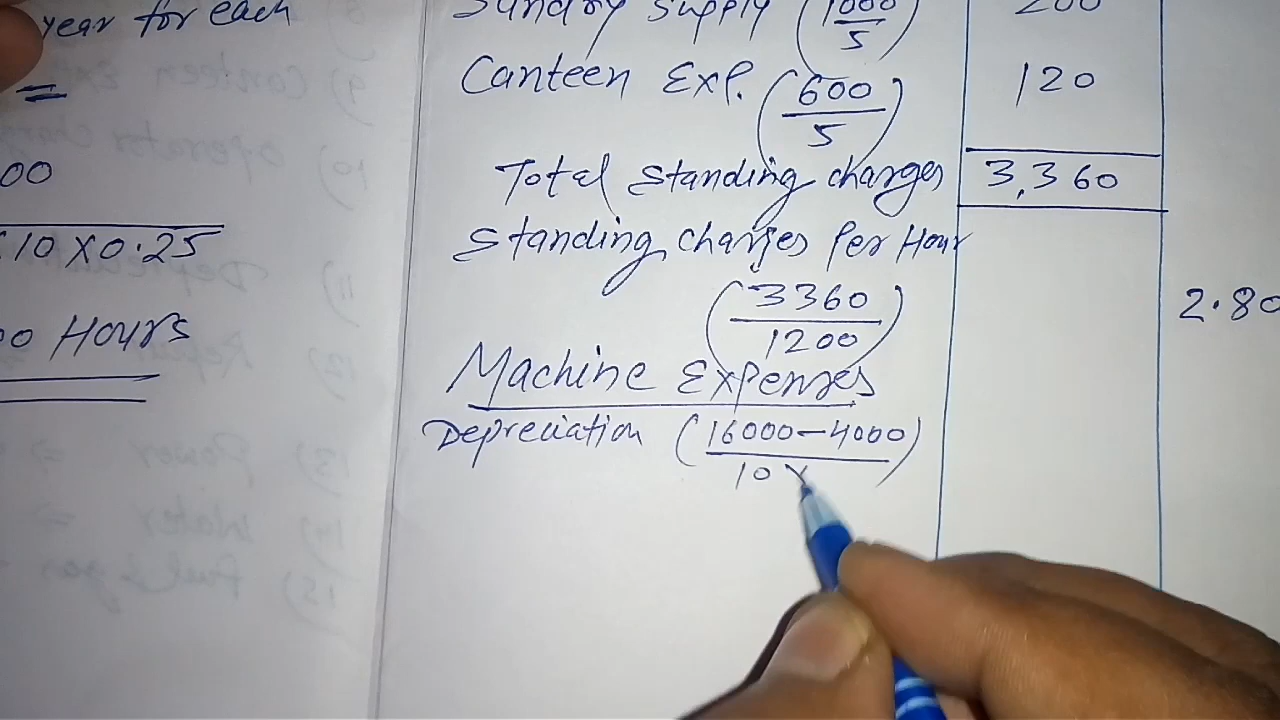 year for each
00
10 X 0.25
00 Hours
Sundry supply (1000/5) 200
Canteen Exp. (600/5) 120
Total standing charges 3,360
Standing charges Per Hour
(3360/1200) 2.80
Machine Expenses
Depreciation (16000-4000)
10 X